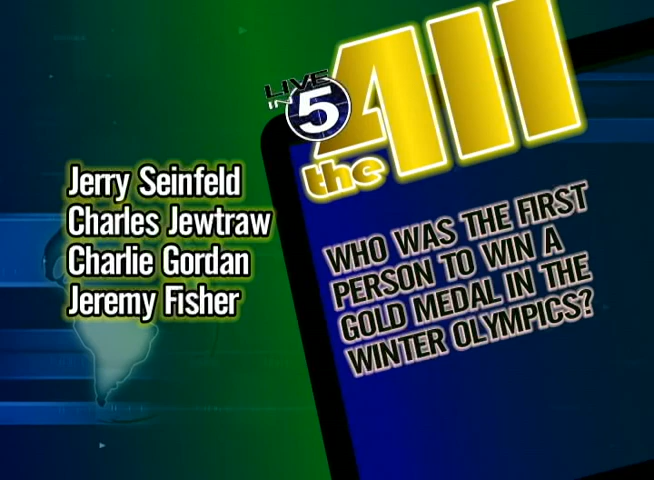 LIVE
IN 5
the 411
Jerry Seinfeld
Charles Jewtraw
Charlie Gordan
Jeremy Fisher
WHO WAS THE FIRST
PERSON TO WIN A
GOLD MEDAL IN THE
WINTER OLYMPICS?